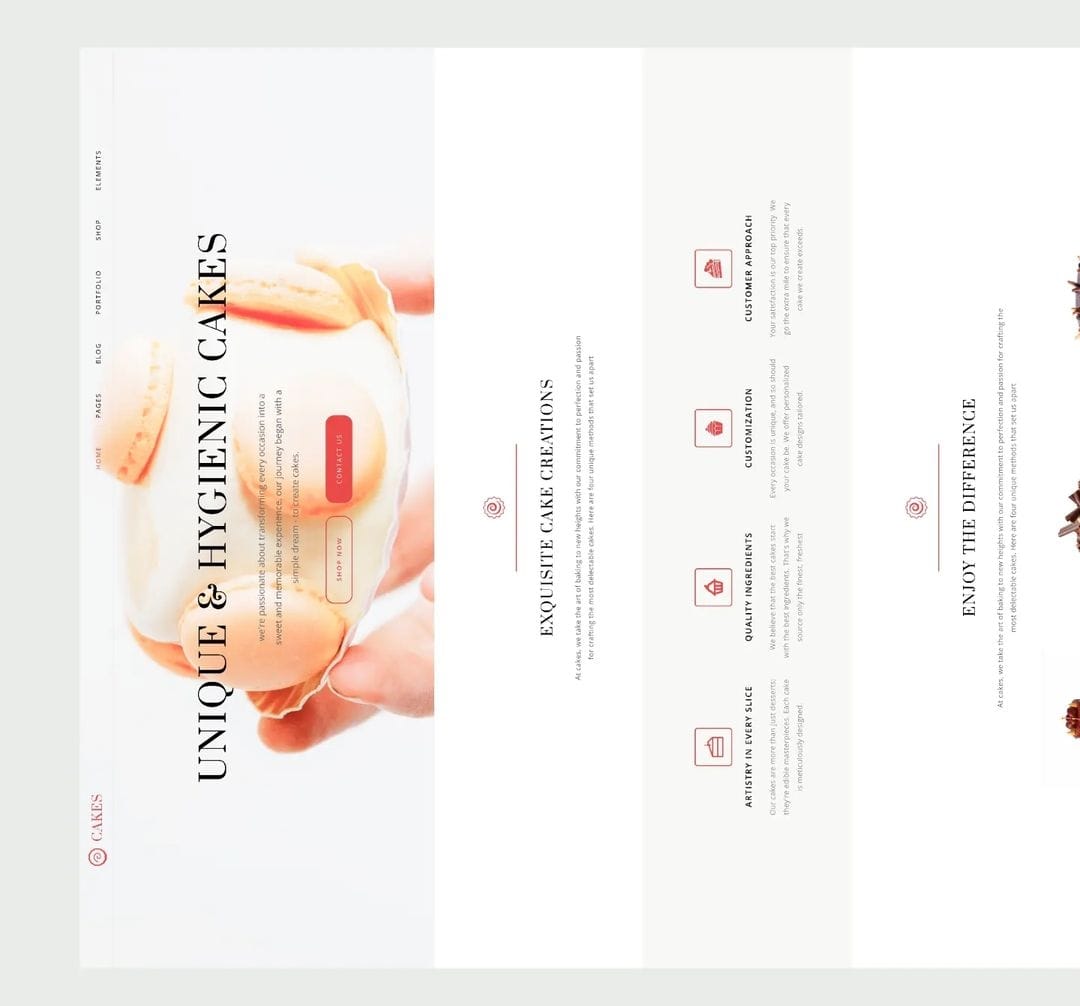 CAKES
HOME PAGES BLOG PORTFOLIO SHOP ELEMENTS
UNIQUE & HYGIENIC CAKES
we're passionate about transforming every occasion into a
sweet and memorable experience, our journey began with a
simple dream - to create cakes.
SHOP NOW CONTACT US
EXQUISITE CAKE CREATIONS
At cakes, we take the art of baking to new heights with our commitment to perfection and passion
for crafting the most delectable cakes. Here are four unique methods that set us apart
ARTISTRY IN EVERY SLICE
Our cakes are more than just desserts;
they're edible masterpieces. Each cake
is meticulously designed.
QUALITY INGREDIENTS
We believe that the best cakes start
with the best ingredients. That's why we
source only the finest, freshest
CUSTOMIZATION
Every occasion is unique, and so should
your cake be. We offer personalized
cake designs tailored.
CUSTOMER APPROACH
Your satisfaction is our top priority. We
go the extra mile to ensure that every
cake we create exceeds.
ENJOY THE DIFFERENCE
At cakes, we take the art of baking to new heights with our commitment to perfection and passion for crafting the
most delectable cakes. Here are four unique methods that set us apart